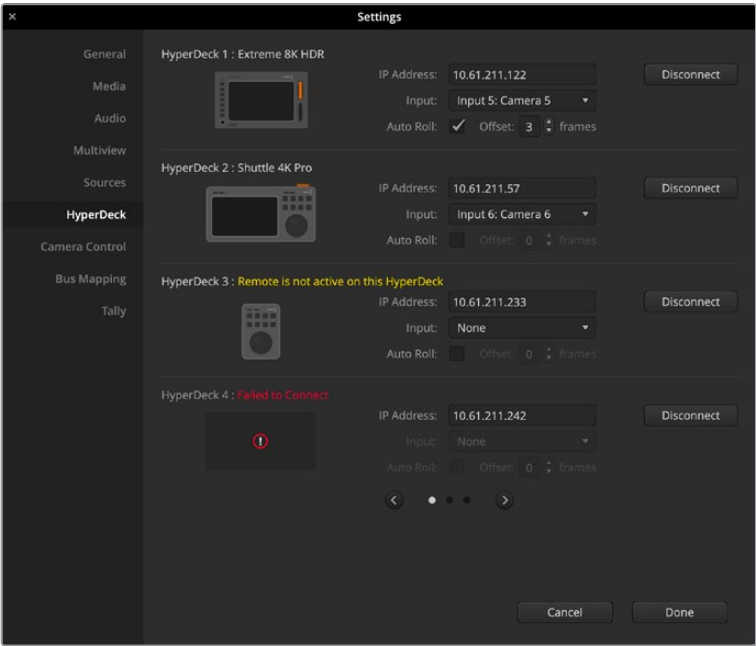 Settings
General
Media
Audio
Multiview
Sources
HyperDeck
Camera Control
Bus Mapping
Tally
HyperDeck 1 : Extreme 8K HDR
IP Address: 10.61.211.122 Disconnect
Input: Input 5: Camera 5
Auto Roll: Offset: 3 frames
HyperDeck 2 : Shuttle 4K Pro
IP Address: 10.61.211.57 Disconnect
Input: Input 6: Camera 6
Auto Roll: Offset: 0 frames
HyperDeck 3 : Remote is not active on this HyperDeck
IP Address: 10.61.211.233 Disconnect
Input: None
Auto Roll: Offset: 0 frames
HyperDeck 4 : Failed to Connect
IP Address: 10.61.211.242 Disconnect
Input: None
Auto Roll: Offset: 0 frames
Cancel Done